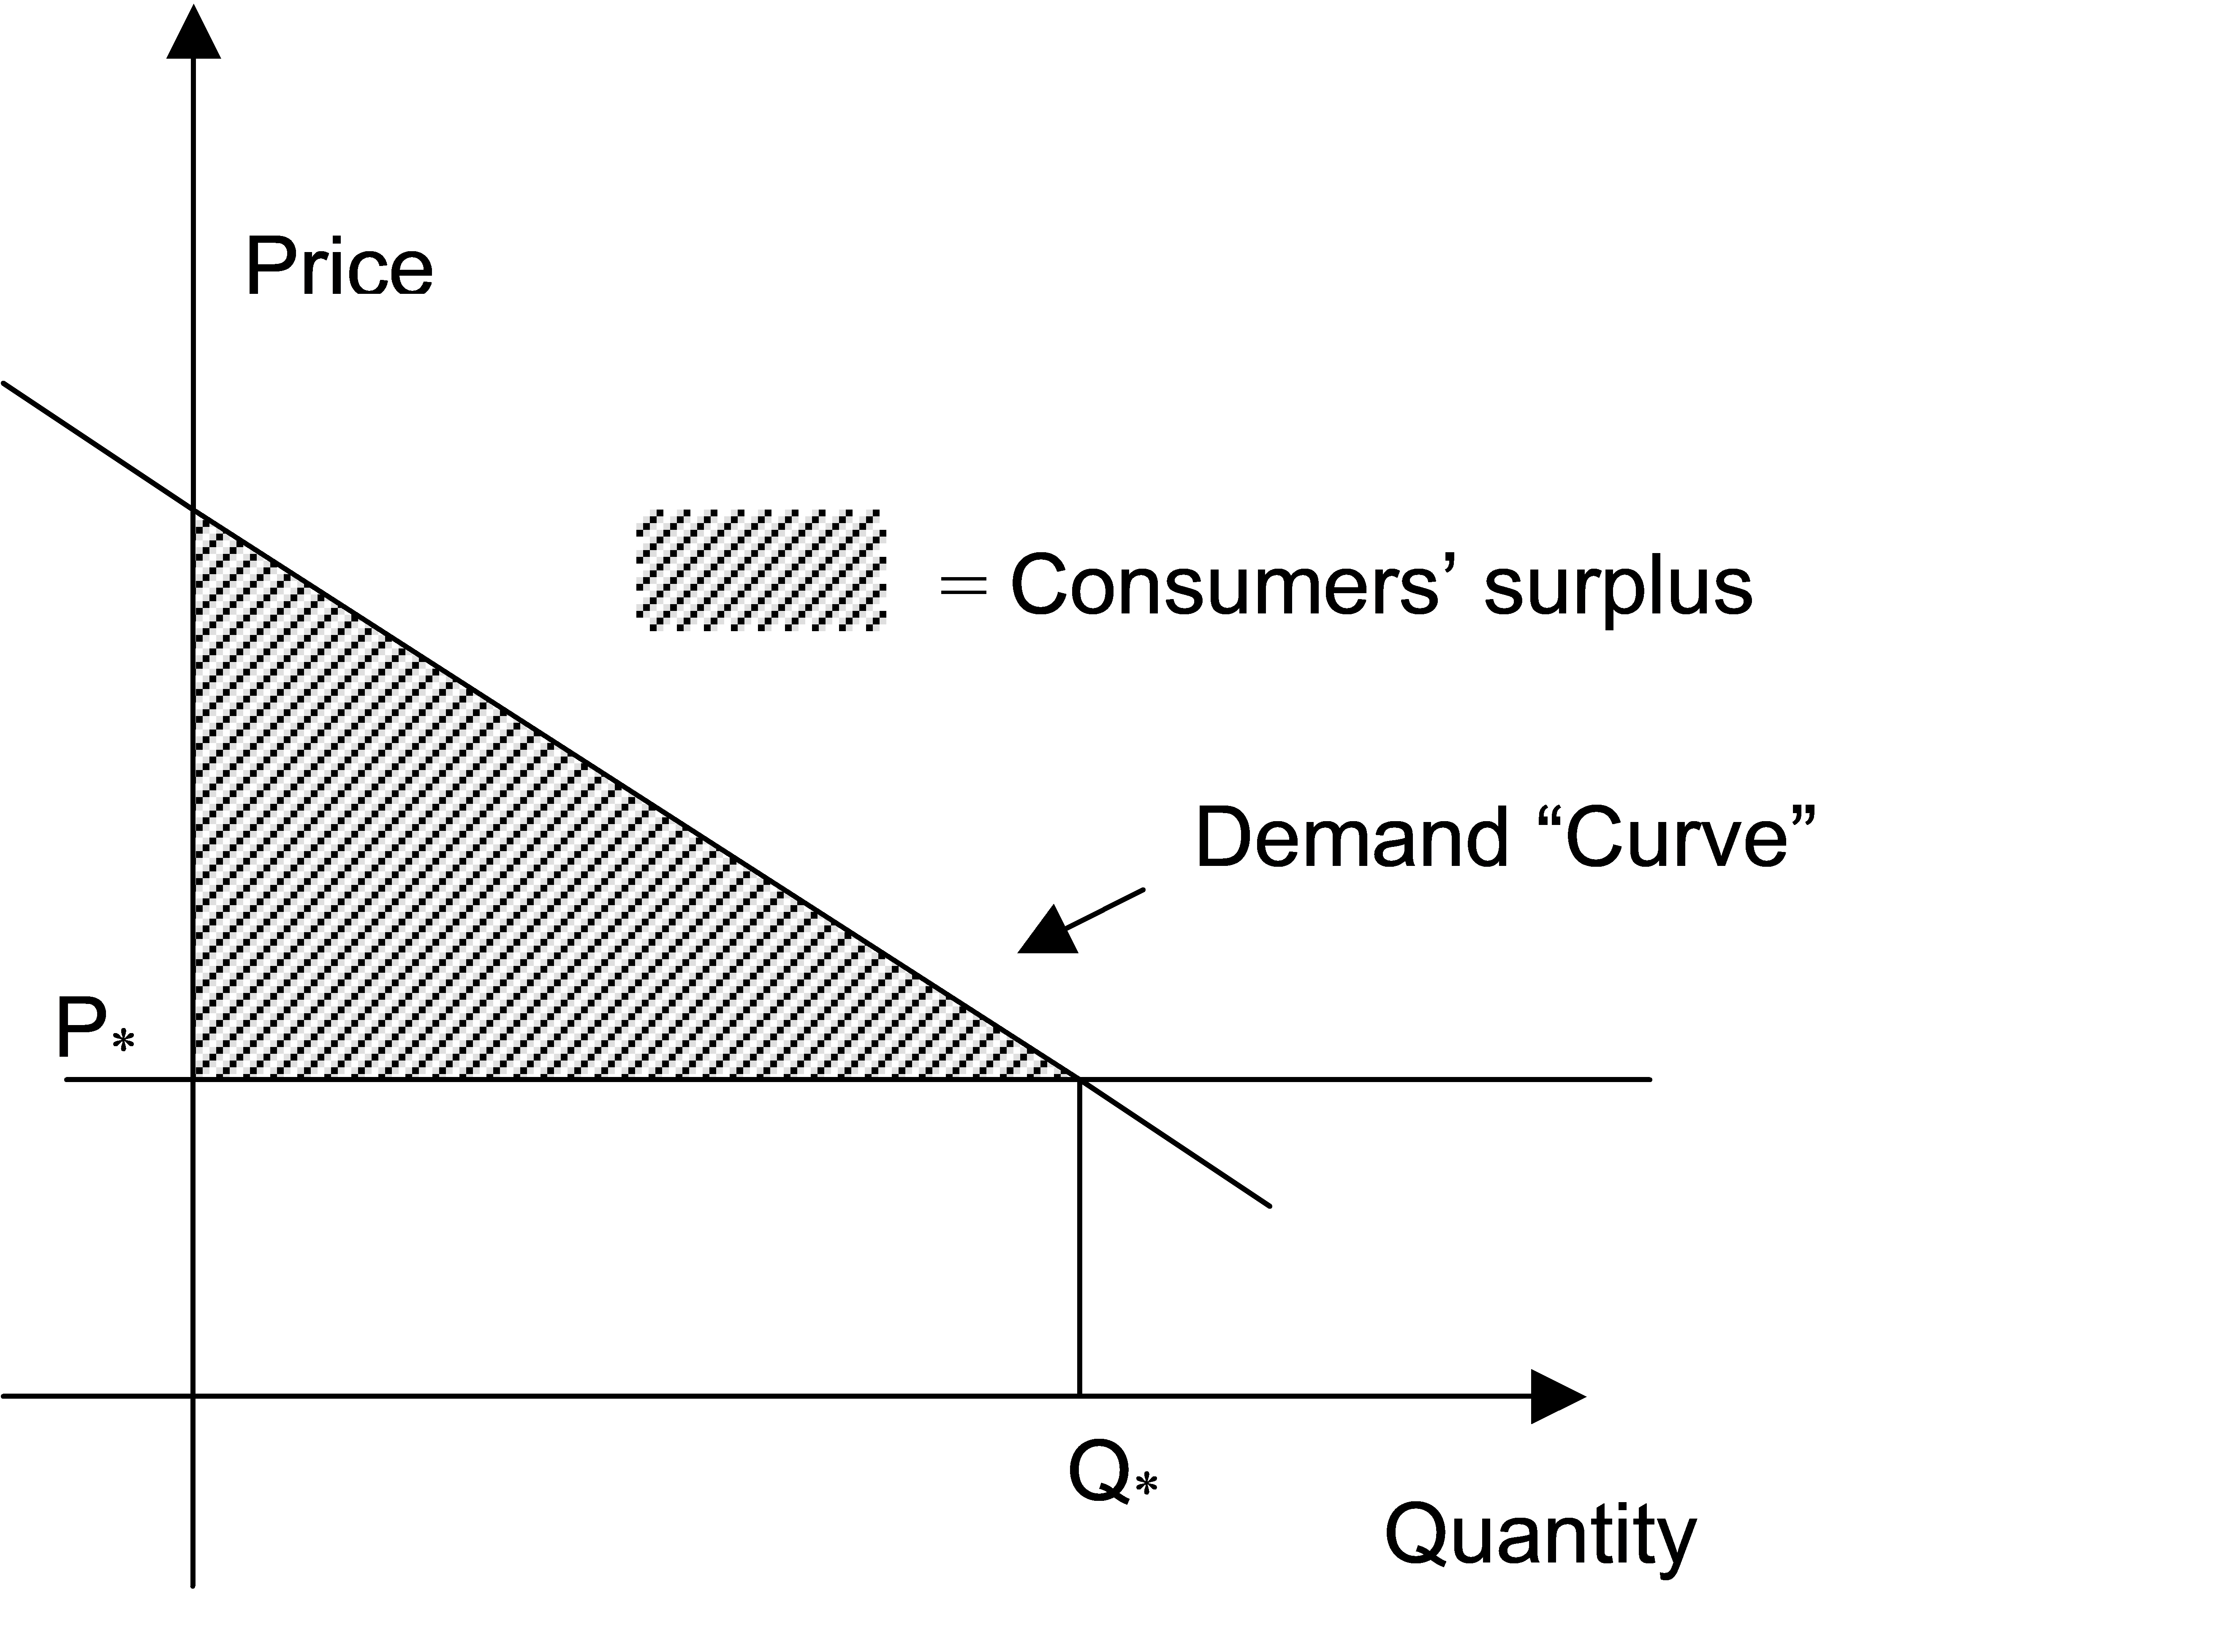 Price
= Consumers’ surplus
Demand “Curve”
P*
Q*
Quantity